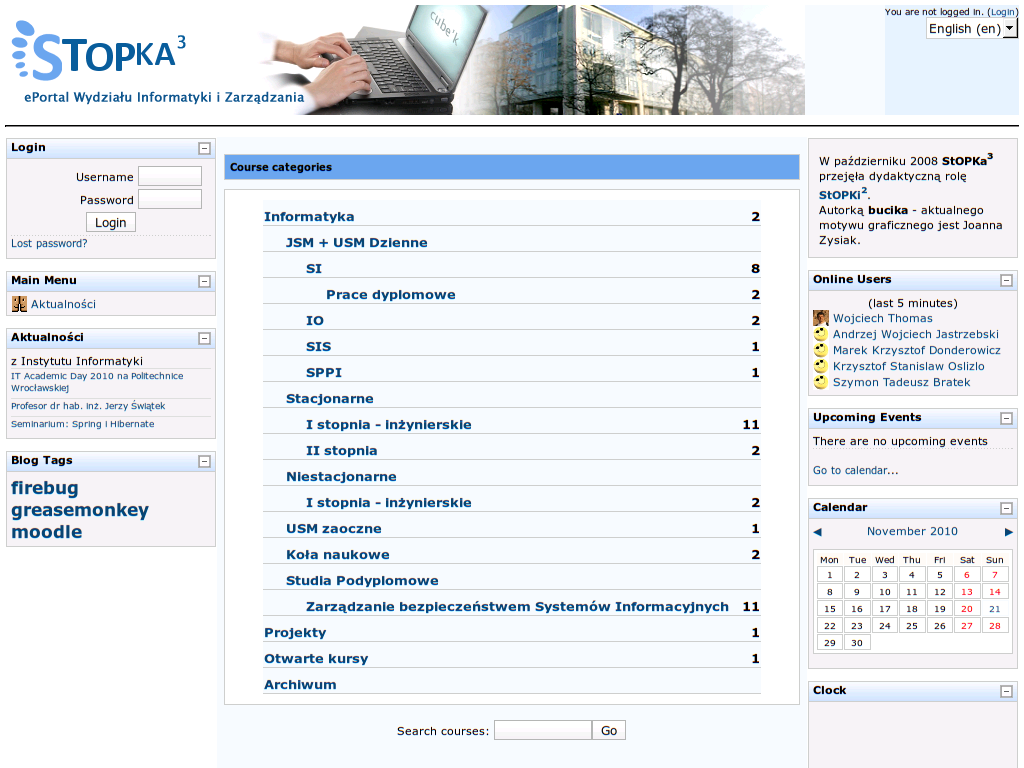 You are not logged in. (Login)
English (en)
STOPKA3
cube'k
ePortal Wydziału Informatyki i Zarządzania
Login
Username
Password
Login
Lost password?
Main Menu
Aktualności
Aktualności
z Instytutu Informatyki
IT Academic Day 2010 na Politechnice
Wrocławskiej
Profesor dr hab. inż. Jerzy Świątek
Seminarium: Spring i Hibernate
Blog Tags
firebug
greasemonkey
moodle
Course categories
Informatyka 2
JSM + USM Dzienne
SI 8
Prace dyplomowe 2
IO 2
SIS 1
SPPI 1
Stacjonarne
I stopnia - inżynierskie 11
II stopnia 2
Niestacjonarne
I stopnia - inżynierskie 2
USM zaoczne 1
Koła naukowe 2
Studia Podyplomowe
Zarządzanie bezpieczeństwem Systemów Informacyjnych 11
Projekty 1
Otwarte kursy 1
Archiwum
Search courses: Go
W październiku 2008 StOPKa3
przejęła dydaktyczną rolę
StOPKi2.
Autorką bucika - aktualnego
motywu graficznego jest Joanna
Zysiak.
Online Users
(last 5 minutes)
Wojciech Thomas
Andrzej Wojciech Jastrzebski
Marek Krzysztof Donderowicz
Krzysztof Stanislaw Oslizlo
Szymon Tadeusz Bratek
Upcoming Events
There are no upcoming events
Go to calendar...
Calendar
◀ November 2010 ▶
Mon Tue Wed Thu Fri Sat Sun
1 2 3 4 5 6 7
8 9 10 11 12 13 14
15 16 17 18 19 20 21
22 23 24 25 26 27 28
29 30
Clock